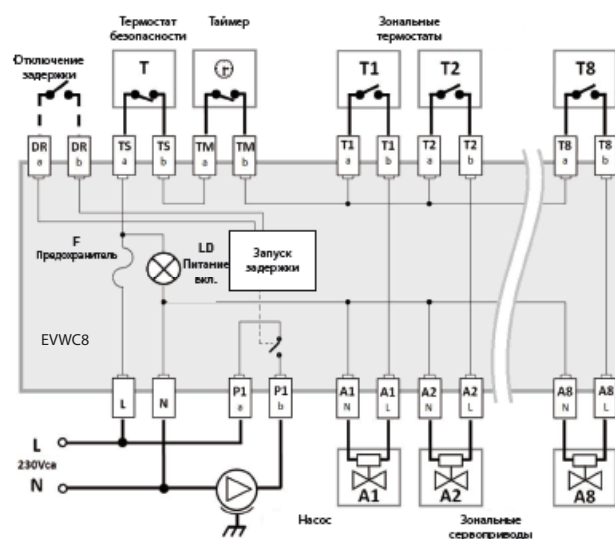 Термостат безопасности
Таймер
Зональные термостаты
Отключение задержки
T
T1
T2
T8
DR a
DR b
TS a
TS b
TM a
TM b
T1 a
T1 b
T2 a
T2 b
T8 a
T8 b
F
Предохранитель
LD
Питание вкл.
Запуск задержки
EVWC8
L
N
P1 a
P1 b
A1 N
A1 L
A2 N
A2 L
A8 N
A8 L
L
230Vca
N
A1
A2
A8
Насос
Зональные сервоприводы